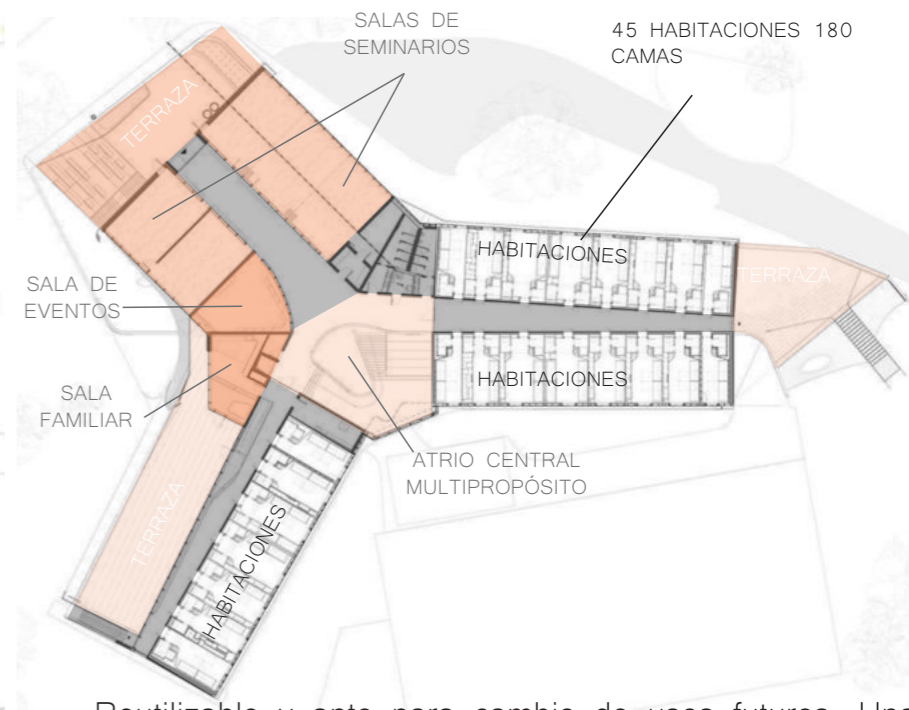 SALAS DE
SEMINARIOS
45 HABITACIONES 180
CAMAS
TERRAZA
HABITACIONES
TERRAZA
SALA DE
EVENTOS
HABITACIONES
SALA
FAMILIAR
ATRIO CENTRAL
MULTIPROPÓSITO
TERRAZA
HABITACIONES